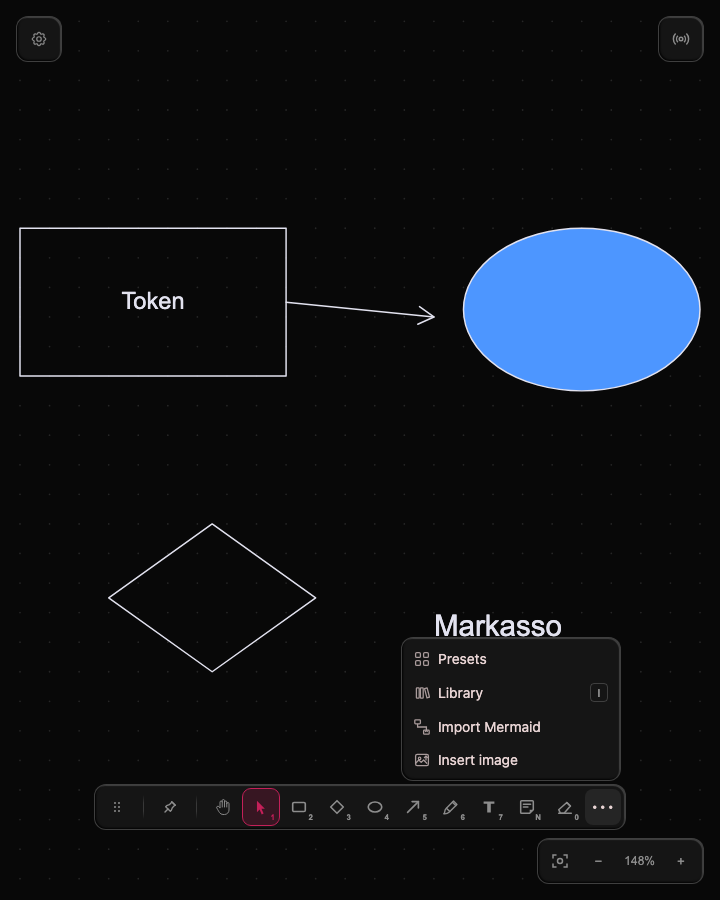 Token
Markasso
Presets
Library I
Import Mermaid
Insert image
1 2 3 4 5 6 7 N 0
148%